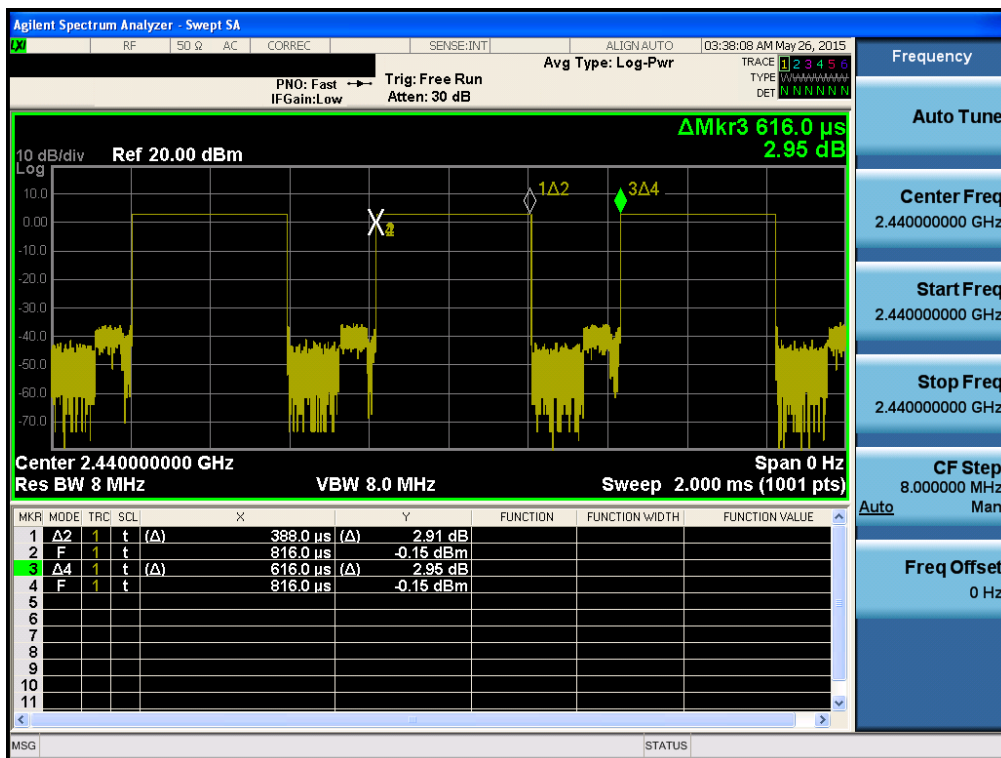 Agilent Spectrum Analyzer - Swept SA
LXI RF 50 Ω AC CORREC SENSE:INT ALIGN AUTO 03:38:08 AM May 26, 2015
Frequency
PNO: Fast
IFGain:Low
Trig: Free Run
Atten: 30 dB
Avg Type: Log-Pwr
TRACE 1 2 3 4 5 6
TYPE
DET N N N N N N
Auto Tune
ΔMkr3 616.0 µs
2.95 dB
10 dB/div Ref 20.00 dBm
Log
10.0
0.00
-10.0
-20.0
-30.0
-40.0
-50.0
-60.0
-70.0
1Δ2
3Δ4
Center Freq
2.440000000 GHz
Start Freq
2.440000000 GHz
Stop Freq
2.440000000 GHz
Center 2.440000000 GHz Span 0 Hz
Res BW 8 MHz VBW 8.0 MHz Sweep 2.000 ms (1001 pts)
CF Step
8.000000 MHz
Auto Man
Freq Offset
0 Hz
MKR MODE TRC SCL X Y FUNCTION FUNCTION WIDTH FUNCTION VALUE
1 Δ2 1 t (Δ) 388.0 µs (Δ) 2.91 dB
2 F 1 t 816.0 µs -0.15 dBm
3 Δ4 1 t (Δ) 616.0 µs (Δ) 2.95 dB
4 F 1 t 816.0 µs -0.15 dBm
5
6
7
8
9
10
11
MSG STATUS